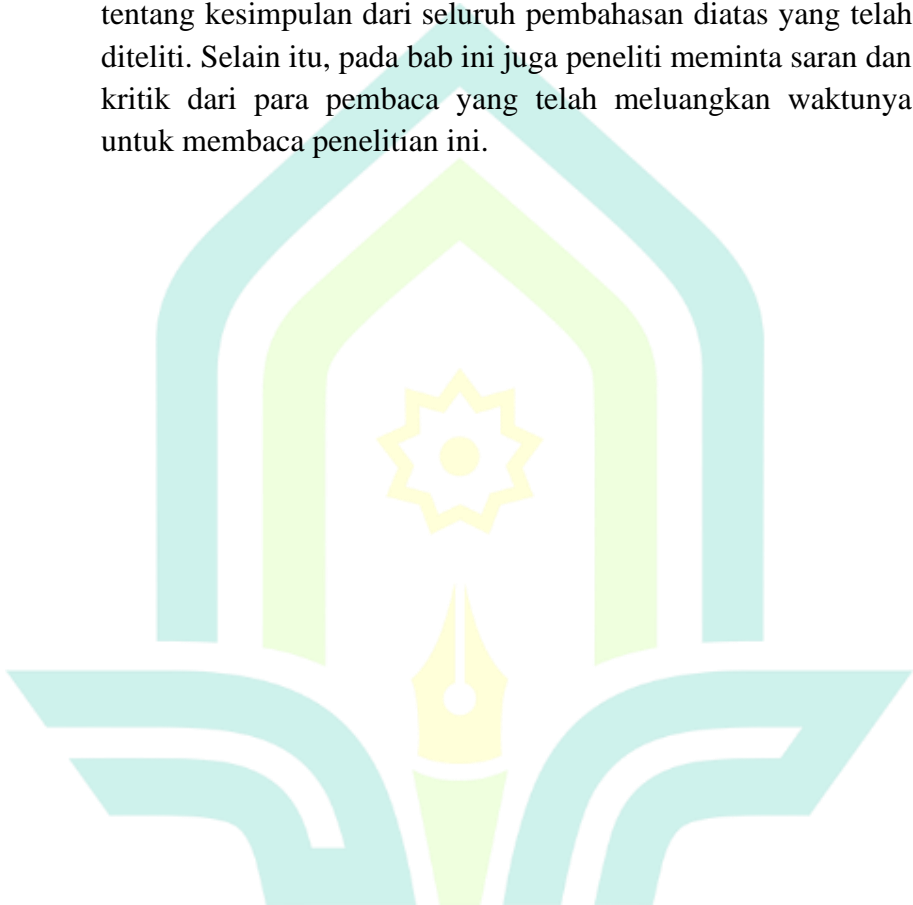 tentang kesimpulan dari seluruh pembahasan diatas yang telah
diteliti. Selain itu, pada bab ini juga peneliti meminta saran dan
kritik dari para pembaca yang telah meluangkan waktunya
untuk membaca penelitian ini.